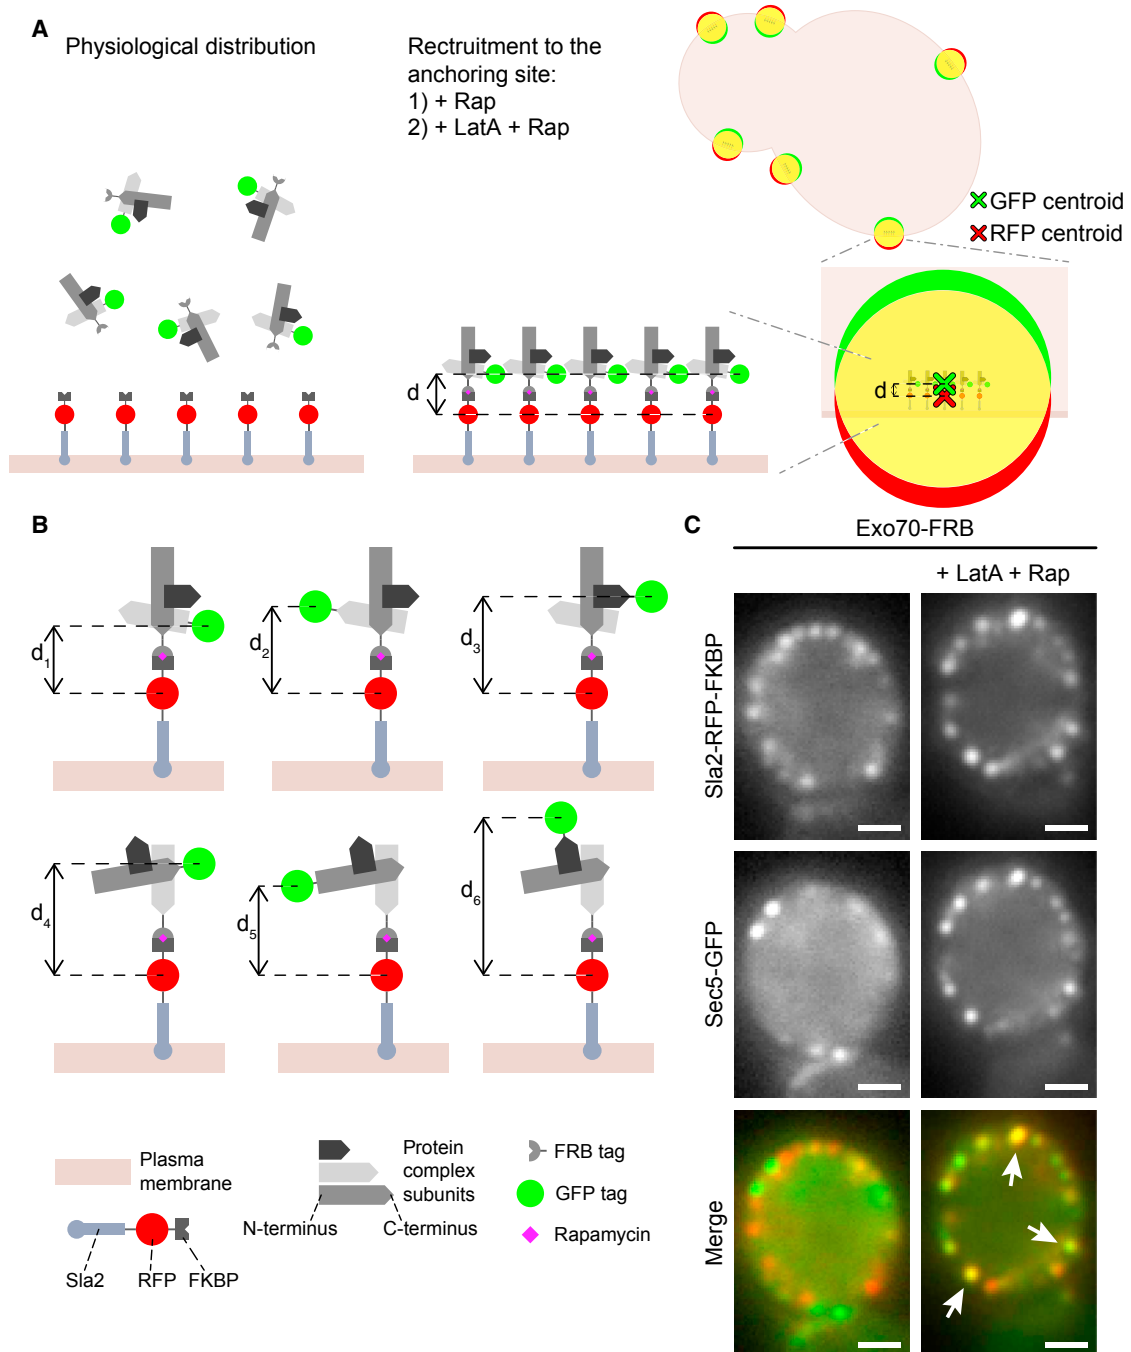 A
Physiological distribution
Rectruitment to the
anchoring site:
1) + Rap
2) + LatA + Rap
GFP centroid
RFP centroid
d
d
B
d1
d2
d3
d4
d5
d6
Plasma
membrane
Sla2
RFP
FKBP
Protein
complex
subunits
N-terminus
C-terminus
FRB tag
GFP tag
Rapamycin
C
Exo70-FRB
+ LatA + Rap
Sla2-RFP-FKBP
Sec5-GFP
Merge